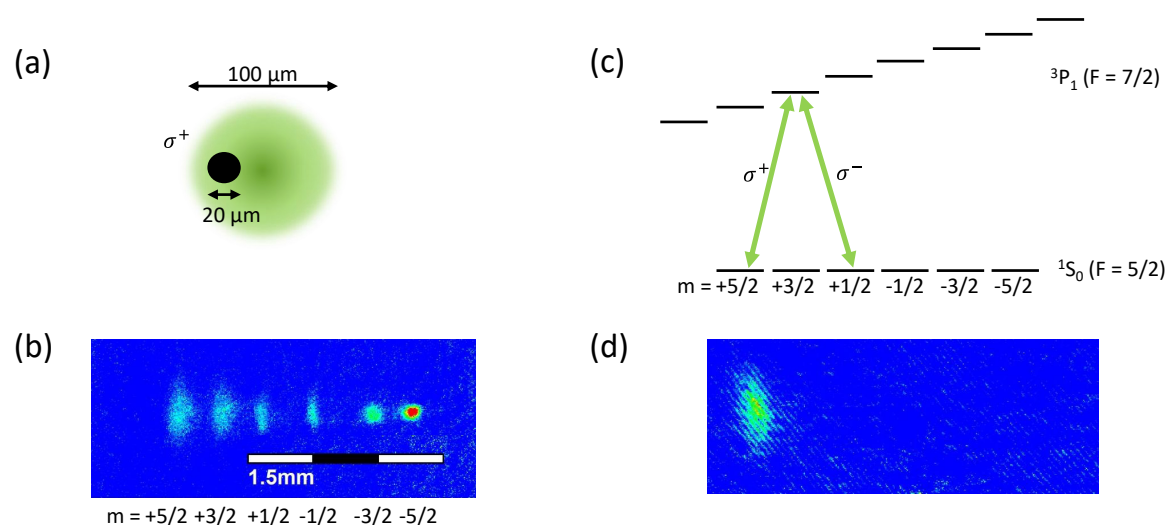 (a)
100 μm
σ⁺
20 μm
(b)
1.5mm
m = +5/2 +3/2 +1/2 -1/2 -3/2 -5/2
(c)
³P₁ (F = 7/2)
σ⁺ σ⁻
¹S₀ (F = 5/2)
m = +5/2 +3/2 +1/2 -1/2 -3/2 -5/2
(d)